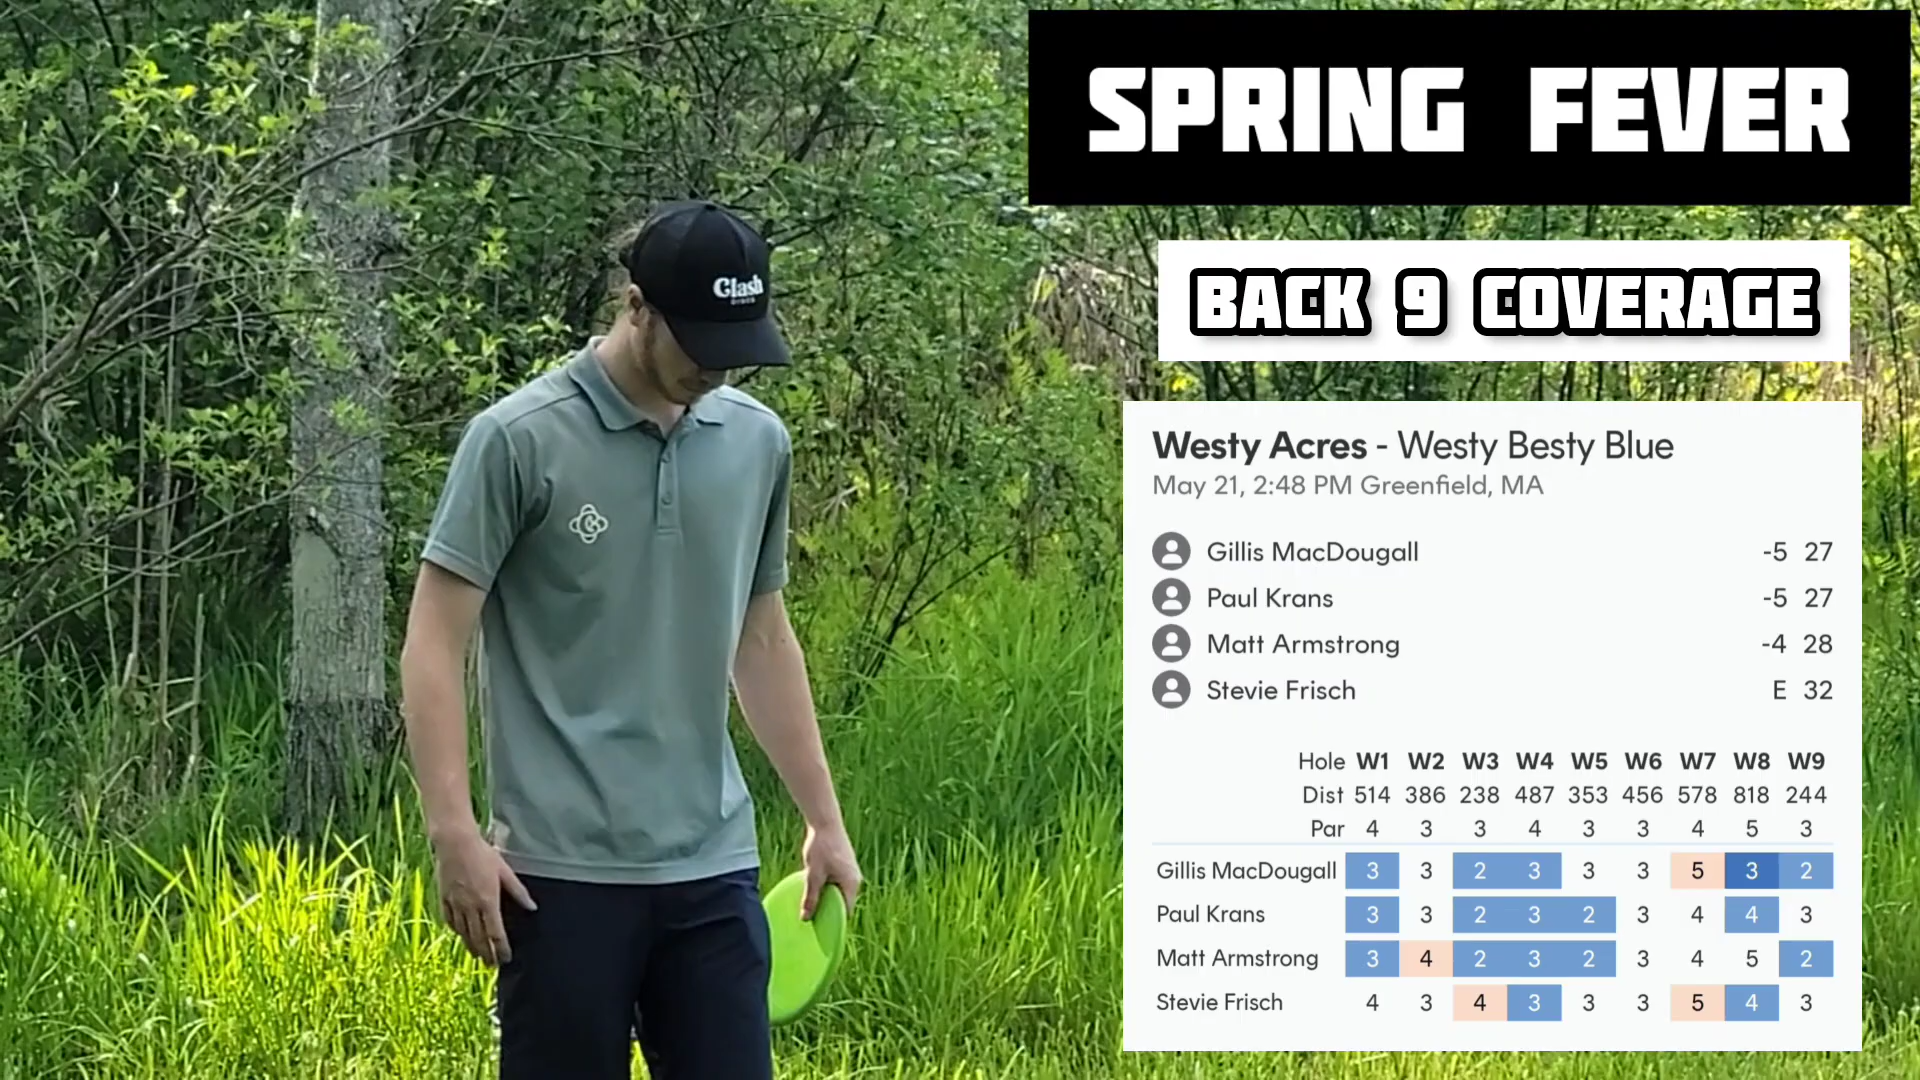 SPRING FEVER
BACK 9 COVERAGE
Clash
DISCS
Westy Acres - Westy Besty Blue
May 21, 2:48 PM Greenfield, MA
Gillis MacDougall -5 27
Paul Krans -5 27
Matt Armstrong -4 28
Stevie Frisch E 32
Hole W1 W2 W3 W4 W5 W6 W7 W8 W9
Dist 514 386 238 487 353 456 578 818 244
Par 4 3 3 4 3 3 4 5 3
Gillis MacDougall 3 3 2 3 3 3 5 3 2
Paul Krans 3 3 2 3 2 3 4 4 3
Matt Armstrong 3 4 2 3 2 3 4 5 2
Stevie Frisch 4 3 4 3 3 3 5 4 3